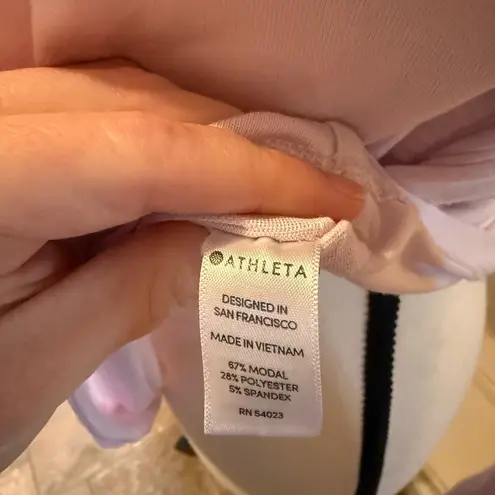 ATHLETA
DESIGNED IN
SAN FRANCISCO
MADE IN VIETNAM
67% MODAL
28% POLYESTER
5% SPANDEX
RN 54023